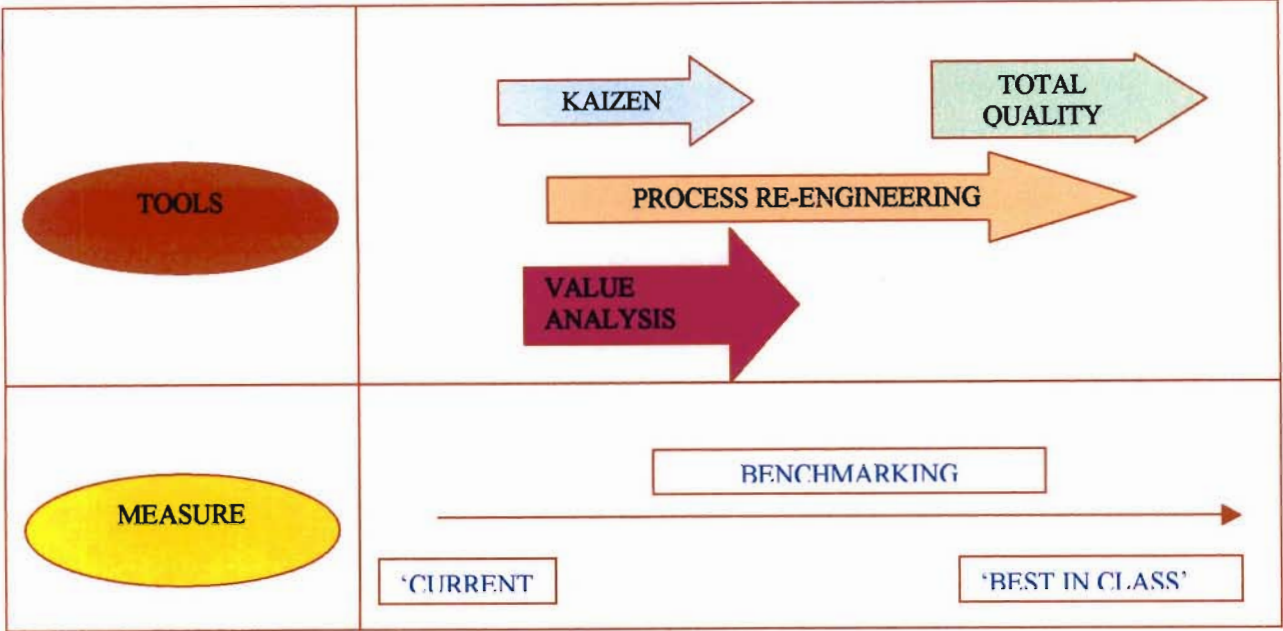 KAIZEN
TOTAL
QUALITY
TOOLS
PROCESS RE-ENGINEERING
VALUE
ANALYSIS
BENCHMARKING
MEASURE
‘CURRENT
‘BEST IN CLASS’